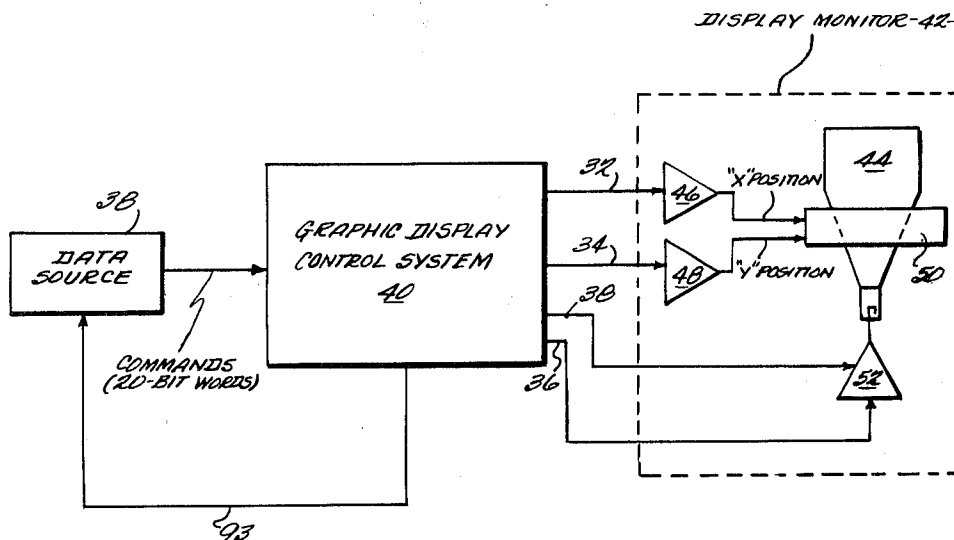 DISPLAY MONITOR-42-
38
DATA
SOURCE
COMMANDS
(20-BIT WORDS)
GRAPHIC DISPLAY
CONTROL SYSTEM
40
32
34
38
36
46
48
"X" POSITION
"Y" POSITION
44
50
52
93